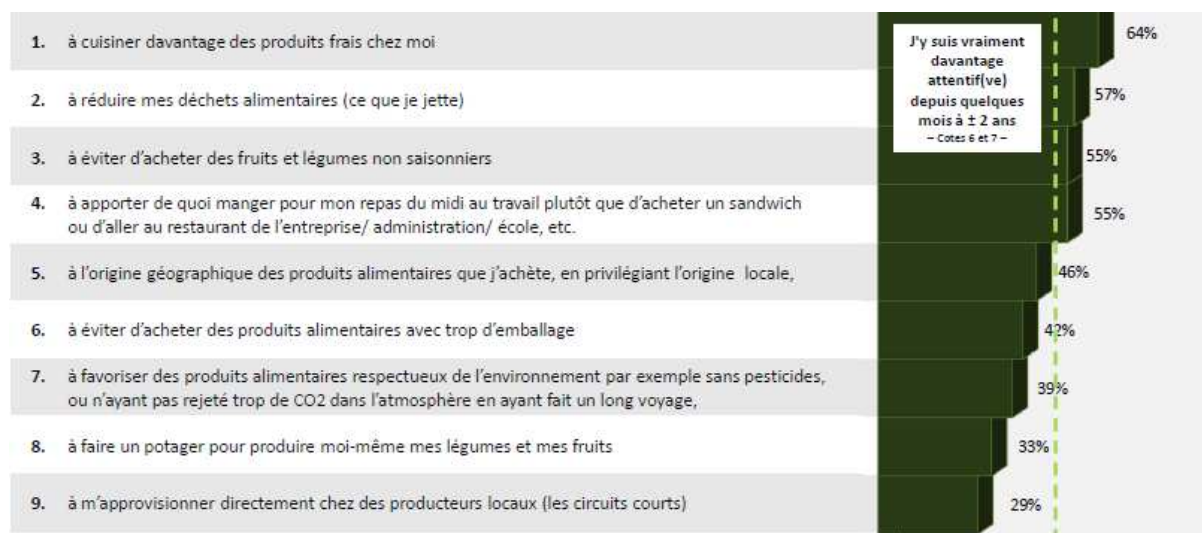 J'y suis vraiment
davantage
attentif(ve)
depuis quelques
mois à ± 2 ans
– Cotes 6 et 7 –
1. à cuisiner davantage des produits frais chez moi 64%
2. à réduire mes déchets alimentaires (ce que je jette) 57%
3. à éviter d'acheter des fruits et légumes non saisonniers 55%
4. à apporter de quoi manger pour mon repas du midi au travail plutôt que d'acheter un sandwich
ou d'aller au restaurant de l'entreprise/ administration/ école, etc. 55%
5. à l'origine géographique des produits alimentaires que j'achète, en privilégiant l'origine locale, 46%
6. à éviter d'acheter des produits alimentaires avec trop d'emballage 42%
7. à favoriser des produits alimentaires respectueux de l'environnement par exemple sans pesticides,
ou n'ayant pas rejeté trop de CO2 dans l'atmosphère en ayant fait un long voyage, 39%
8. à faire un potager pour produire moi-même mes légumes et mes fruits 33%
9. à m'approvisionner directement chez des producteurs locaux (les circuits courts) 29%